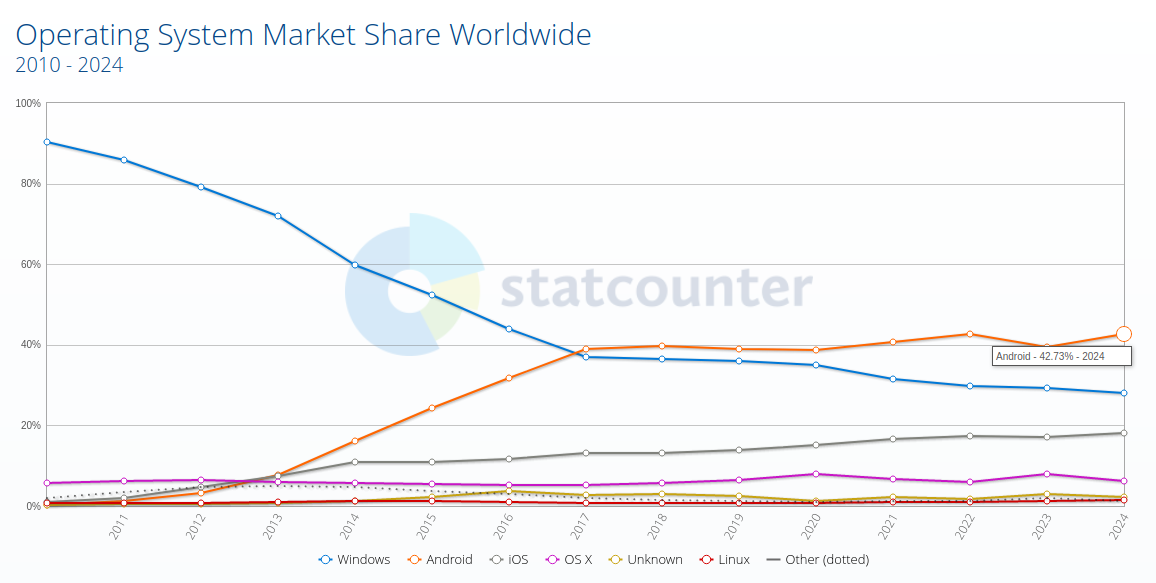 Operating System Market Share Worldwide
2010 - 2024
100%
80%
60%
40%
20%
0%
statcounter
Android - 42.73% - 2024
2011 2012 2013 2014 2015 2016 2017 2018 2019 2020 2021 2022 2023 2024
Windows Android iOS OS X Unknown Linux Other (dotted)